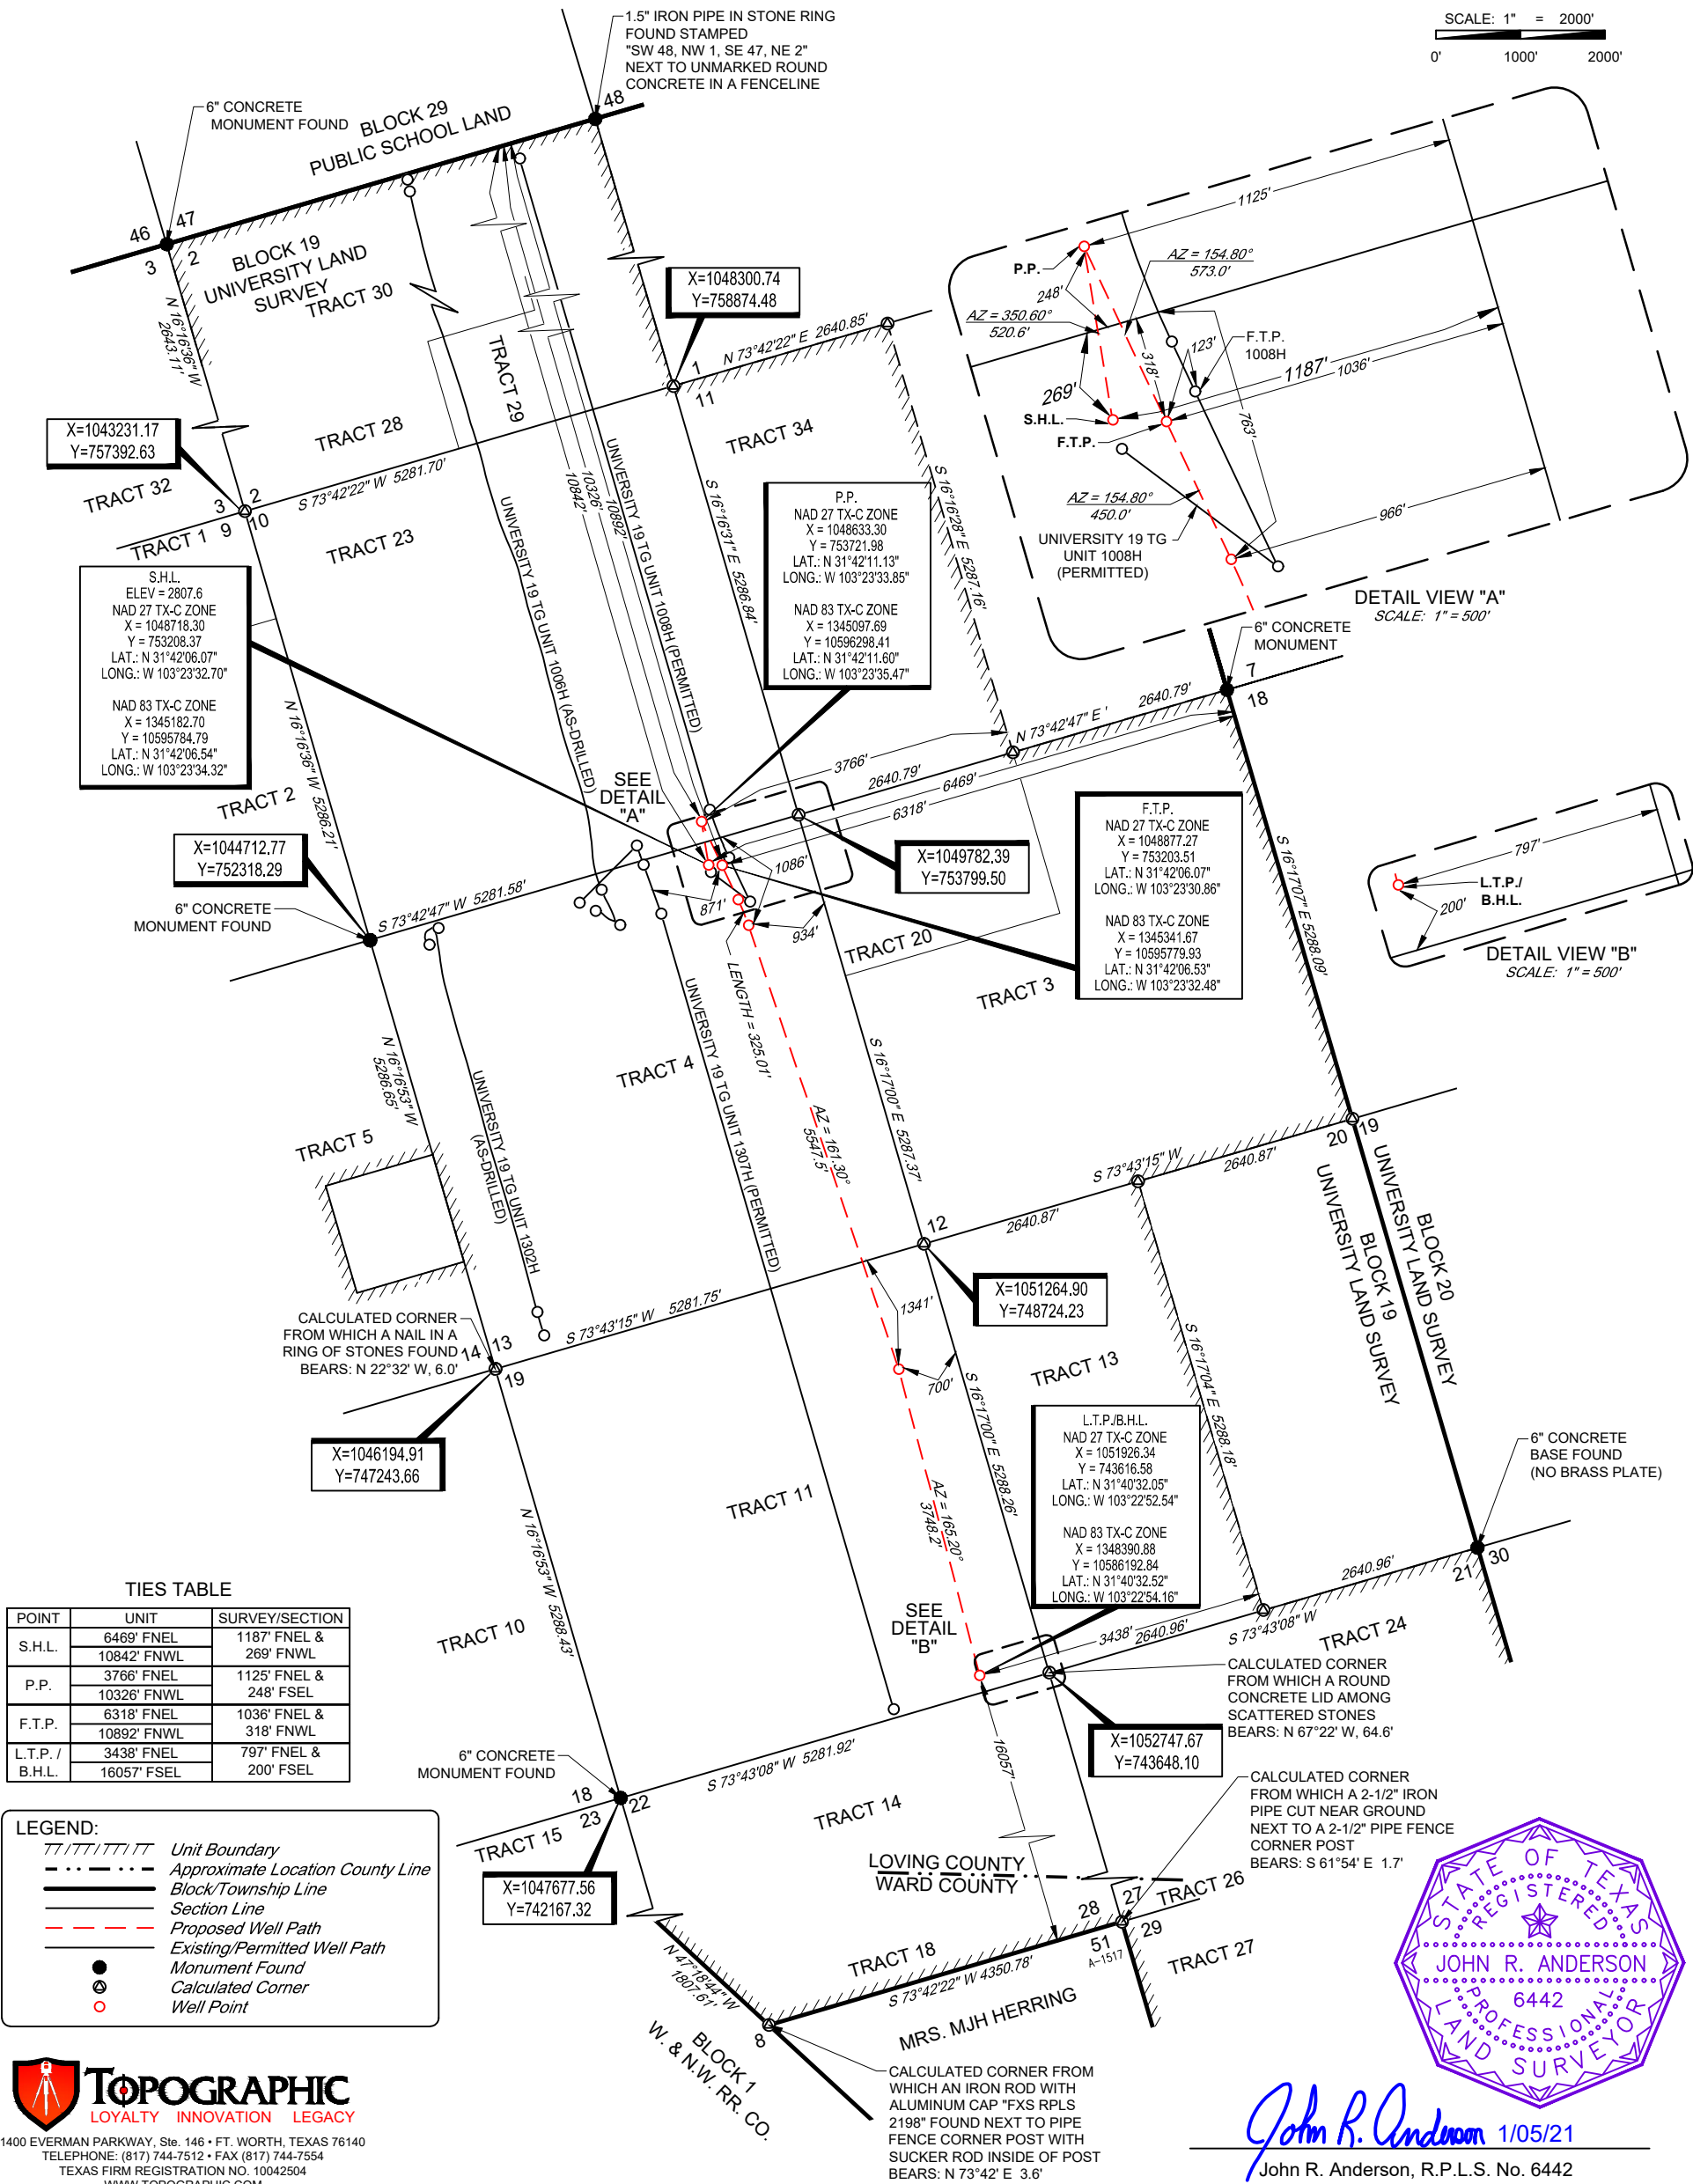 1.5" IRON PIPE IN STONE RING
FOUND STAMPED
"SW 48, NW 1, SE 47, NE 2"
NEXT TO UNMARKED ROUND
CONCRETE IN A FENCELINE
SCALE: 1" = 2000'
0' 1000' 2000'
6" CONCRETE
MONUMENT FOUND
BLOCK 29
PUBLIC SCHOOL LAND
48
46 47
3 2
BLOCK 19
UNIVERSITY LAND
SURVEY
TRACT 30
N 16°16'36" W
2643.11'
TRACT 29
X=1048300.74
Y=758874.48
N 73°42'22" E 2640.85'
1
11
X=1043231.17
Y=757392.63
TRACT 28
TRACT 32
3 2
9 10
S 73°42'22" W 5281.70'
TRACT 1
TRACT 23
TRACT 34
10842'
10326'
10892'
UNIVERSITY 19 TG UNIT 1008H (PERMITTED)
UNIVERSITY 19 TG UNIT 1006H (AS-DRILLED)
S 16°16'31" E 5286.84'
S 16°16'28" E 5287.16'
P.P.
NAD 27 TX-C ZONE
X = 1048633.30
Y = 753721.98
LAT.: N 31°42'11.13"
LONG.: W 103°23'33.85"
NAD 83 TX-C ZONE
X = 1345097.69
Y = 10596298.41
LAT.: N 31°42'11.60"
LONG.: W 103°23'35.47"
S.H.L.
ELEV = 2807.6
NAD 27 TX-C ZONE
X = 1048718.30
Y = 753208.37
LAT.: N 31°42'06.07"
LONG.: W 103°23'32.70"
NAD 83 TX-C ZONE
X = 1345182.70
Y = 10595784.79
LAT.: N 31°42'06.54"
LONG.: W 103°23'34.32"
1125'
P.P.
AZ = 154.80°
573.0'
248'
AZ = 350.60°
520.6'
F.T.P.
1008H
123'
318'
1187'
1036'
269'
S.H.L.
F.T.P.
763'
AZ = 154.80°
450.0'
966'
UNIVERSITY 19 TG
UNIT 1008H
(PERMITTED)
DETAIL VIEW "A"
SCALE: 1" = 500'
6" CONCRETE
MONUMENT
7
18
N 16°16'36" W 5286.21'
TRACT 2
SEE
DETAIL
"A"
3766'
2640.79'
N 73°42'47" E '
2640.79'
6469'
6318'
X=1044712.77
Y=752318.29
6" CONCRETE
MONUMENT FOUND
S 73°42'47" W 5281.58'
1086'
871'
934'
X=1049782.39
Y=753799.50
F.T.P.
NAD 27 TX-C ZONE
X = 1048877.27
Y = 753203.51
LAT.: N 31°42'06.07"
LONG.: W 103°23'30.86"
NAD 83 TX-C ZONE
X = 1345341.67
Y = 10595779.93
LAT.: N 31°42'06.53"
LONG.: W 103°23'32.48"
S 16°17'07" E 5288.09'
797'
L.T.P./
B.H.L.
200'
DETAIL VIEW "B"
SCALE: 1" = 500'
TRACT 20
TRACT 3
LENGTH = 325.01'
UNIVERSITY 19 TG UNIT 1307H (PERMITTED)
N 16°16'53" W
5286.65'
TRACT 4
TRACT 5
UNIVERSITY 19 TG UNIT 1302H
(AS-DRILLED)
AZ = 161.30°
5547.5'
S 16°17'00" E 5287.37'
20 19
S 73°43'15" W
2640.87'
12
2640.87'
UNIVERSITY LAND SURVEY
BLOCK 19
UNIVERSITY LAND SURVEY
BLOCK 20
CALCULATED CORNER
FROM WHICH A NAIL IN A
RING OF STONES FOUND
BEARS: N 22°32' W, 6.0'
14 13
19
S 73°43'15" W 5281.75'
X=1051264.90
Y=748724.23
1341'
700'
TRACT 13
S 16°17'04" E 5288.18'
X=1046194.91
Y=747243.66
S 16°17'00" E 5288.26'
AZ = 165.20°
3748.2'
L.T.P./B.H.L.
NAD 27 TX-C ZONE
X = 1051926.34
Y = 743616.58
LAT.: N 31°40'32.05"
LONG.: W 103°22'52.54"
NAD 83 TX-C ZONE
X = 1348390.88
Y = 10586192.84
LAT.: N 31°40'32.52"
LONG.: W 103°22'54.16"
6" CONCRETE
BASE FOUND
(NO BRASS PLATE)
TRACT 11
N 16°16'53" W 5288.43'
TRACT 10
2640.96'
21 30
SEE
DETAIL
"B"
3438'
2640.96'
S 73°43'08" W
TRACT 24
TIES TABLE
POINT UNIT SURVEY/SECTION
S.H.L. 6469' FNEL 1187' FNEL &
10842' FNWL 269' FNWL
P.P. 3766' FNEL 1125' FNEL &
10326' FNWL 248' FSEL
F.T.P. 6318' FNEL 1036' FNEL &
10892' FNWL 318' FNWL
L.T.P. / 3438' FNEL 797' FNEL &
B.H.L. 16057' FSEL 200' FSEL
CALCULATED CORNER
FROM WHICH A ROUND
CONCRETE LID AMONG
SCATTERED STONES
BEARS: N 67°22' W, 64.6'
X=1052747.67
Y=743648.10
6" CONCRETE
MONUMENT FOUND
S 73°43'08" W 5281.92'
18
23 22
TRACT 15
TRACT 14
16057'
X=1047677.56
Y=742167.32
LOVING COUNTY
WARD COUNTY
CALCULATED CORNER
FROM WHICH A 2-1/2" IRON
PIPE CUT NEAR GROUND
NEXT TO A 2-1/2" PIPE FENCE
CORNER POST
BEARS: S 61°54' E 1.7'
28 27
51 29
A-1517
TRACT 26
TRACT 27
TRACT 18
S 73°42'22" W 4350.78'
MRS. MJH HERRING
N 47°18'44" W
1807.61'
8
BLOCK 1
W. & N.W. RR. CO.
CALCULATED CORNER FROM
WHICH AN IRON ROD WITH
ALUMINUM CAP "FXS RPLS
2198" FOUND NEXT TO PIPE
FENCE CORNER POST WITH
SUCKER ROD INSIDE OF POST
BEARS: N 73°42' E 3.6'
LEGEND:
Unit Boundary
Approximate Location County Line
Block/Township Line
Section Line
Proposed Well Path
Existing/Permitted Well Path
Monument Found
Calculated Corner
Well Point
TOPOGRAPHIC
LOYALTY INNOVATION LEGACY
1400 EVERMAN PARKWAY, Ste. 146 • FT. WORTH, TEXAS 76140
TELEPHONE: (817) 744-7512 • FAX (817) 744-7554
TEXAS FIRM REGISTRATION NO. 10042504
WWW.TOPOGRAPHIC.COM
STATE OF TEXAS
REGISTERED
JOHN R. ANDERSON
6442
PROFESSIONAL
LAND SURVEYOR
John R. Anderson 1/05/21
John R. Anderson, R.P.L.S. No. 6442